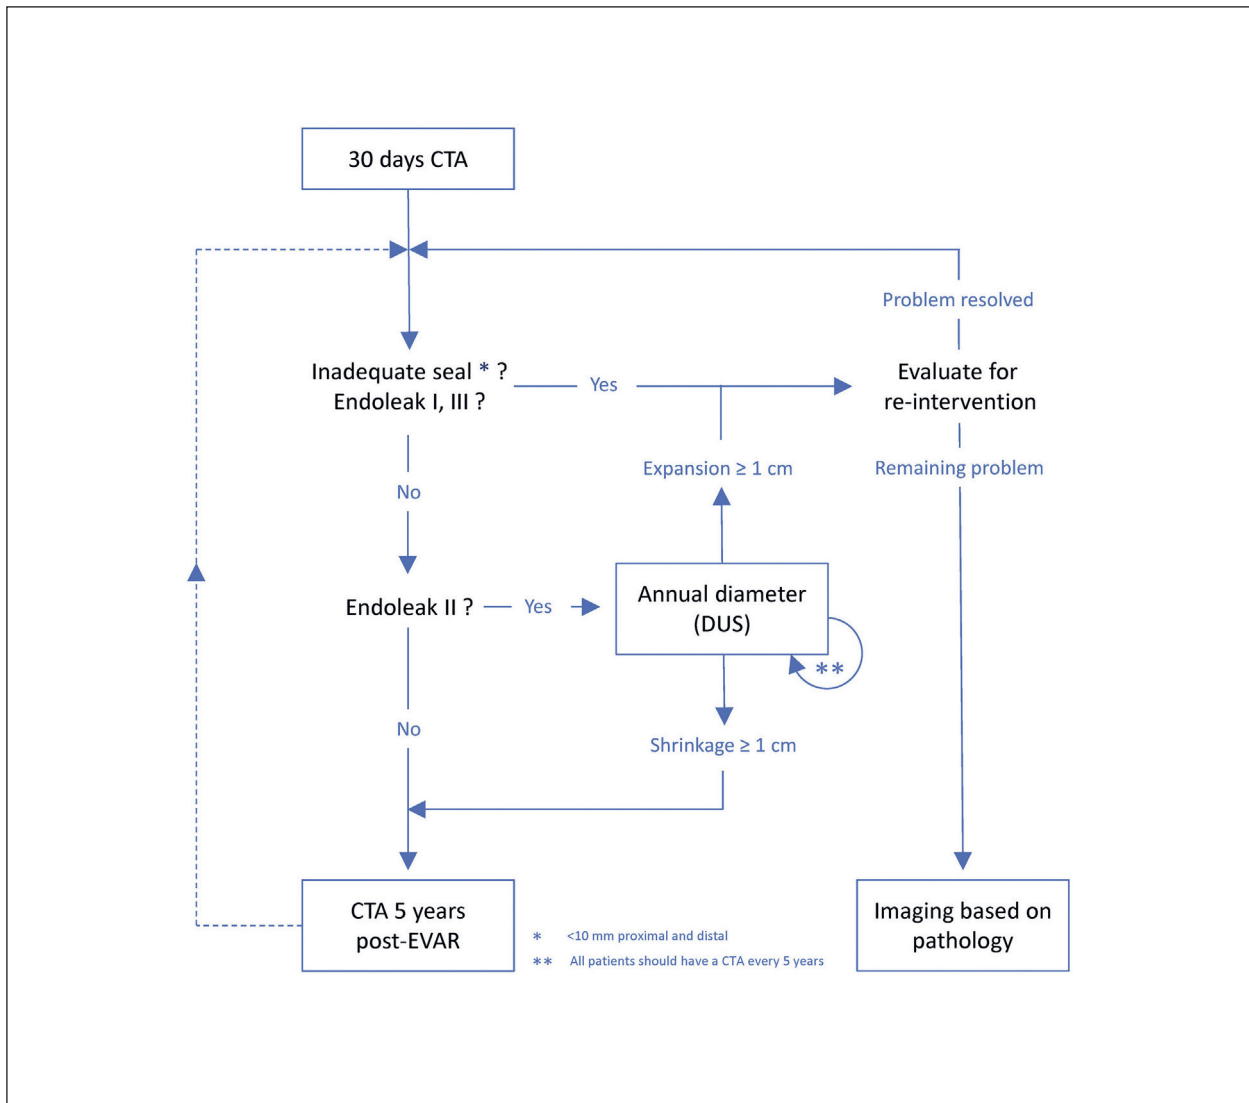 30 days CTA
Problem resolved
Inadequate seal * ?
Endoleak I, III ?
Yes
Evaluate for
re-intervention
Expansion ≥ 1 cm
Remaining problem
No
Endoleak II ?
Yes
Annual diameter
(DUS)
**
No
Shrinkage ≥ 1 cm
CTA 5 years
post-EVAR
* <10 mm proximal and distal
** All patients should have a CTA every 5 years
Imaging based on
pathology